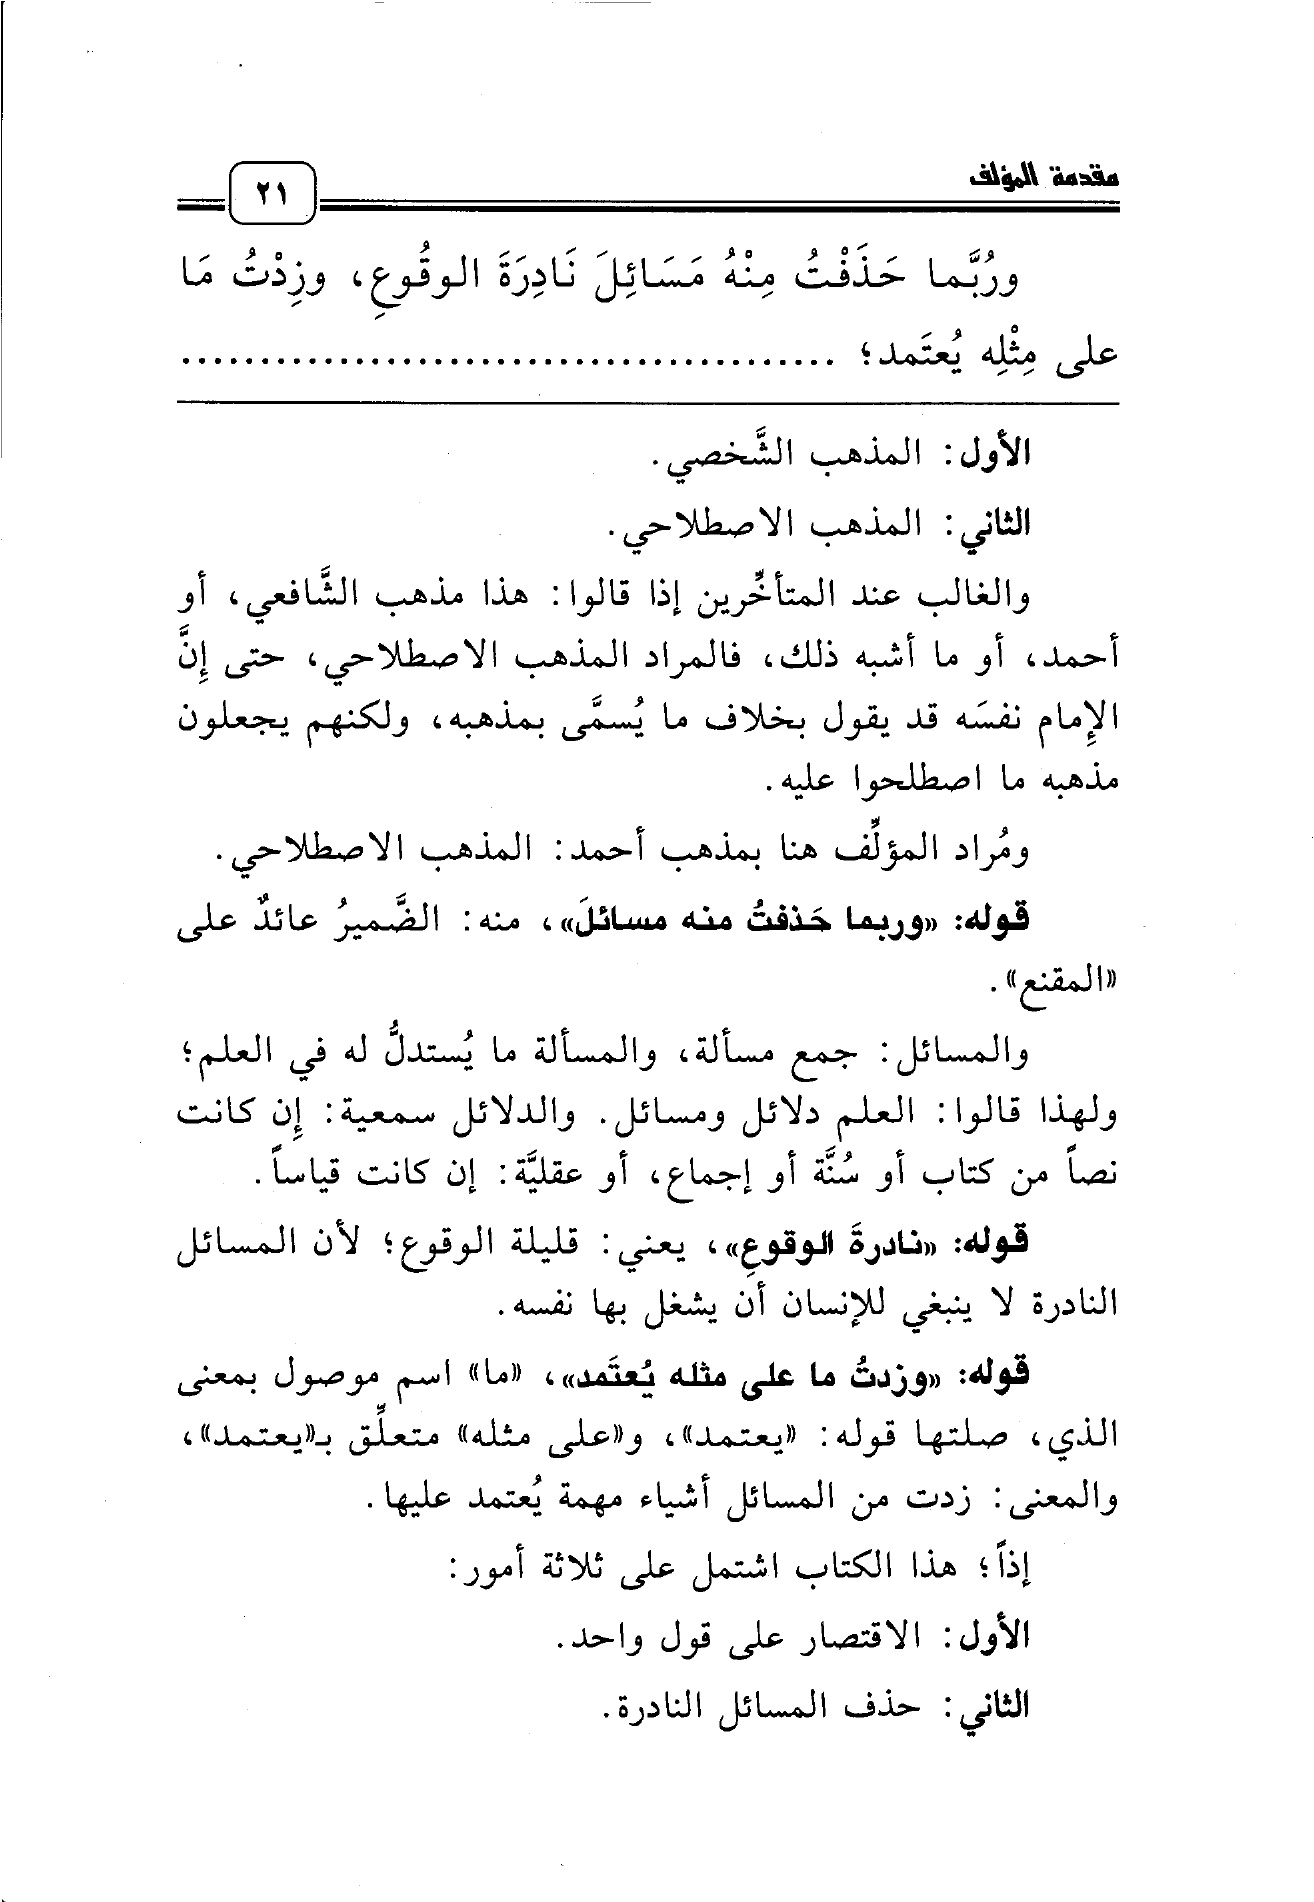 مقدمة المؤلف
٢١
ورُبَّما حَذَفْتُ مِنْهُ مَسَائِلَ نَادِرَةَ الوقُوعِ، وزِدْتُ مَا
على مِثْلِه يُعتَمد؛ ..........................................
الأول: المذهب الشَّخصي.
الثاني: المذهب الاصطلاحي.
والغالب عند المتأخِّرين إذا قالوا: هذا مذهب الشَّافعي، أو
أحمد، أو ما أشبه ذلك، فالمراد المذهب الاصطلاحي، حتى إِنَّ
الإِمام نفسَه قد يقول بخلاف ما يُسمَّى بمذهبه، ولكنهم يجعلون
مذهبه ما اصطلحوا عليه.
ومُراد المؤلِّف هنا بمذهب أحمد: المذهب الاصطلاحي.
قوله: «وربما حَذفتُ منه مسائلَ»، منه: الضَّميرُ عائدٌ على
«المقنع».
والمسائل: جمع مسألة، والمسألة ما يُستدلُّ له في العلم؛
ولهذا قالوا: العلم دلائل ومسائل. والدلائل سمعية: إِن كانت
نصاً من كتاب أو سُنَّة أو إجماع، أو عقليَّة: إن كانت قياساً.
قوله: «نادرةَ الوقوعِ»، يعني: قليلة الوقوع؛ لأن المسائل
النادرة لا ينبغي للإنسان أن يشغل بها نفسه.
قوله: «وزدتُ ما على مثله يُعتَمد»، «ما» اسم موصول بمعنى
الذي، صلتها قوله: «يعتمد»، و«على مثله» متعلِّق بـ«يعتمد»،
والمعنى: زدت من المسائل أشياء مهمة يُعتمد عليها.
إذاً؛ هذا الكتاب اشتمل على ثلاثة أمور:
الأول: الاقتصار على قول واحد.
الثاني: حذف المسائل النادرة.